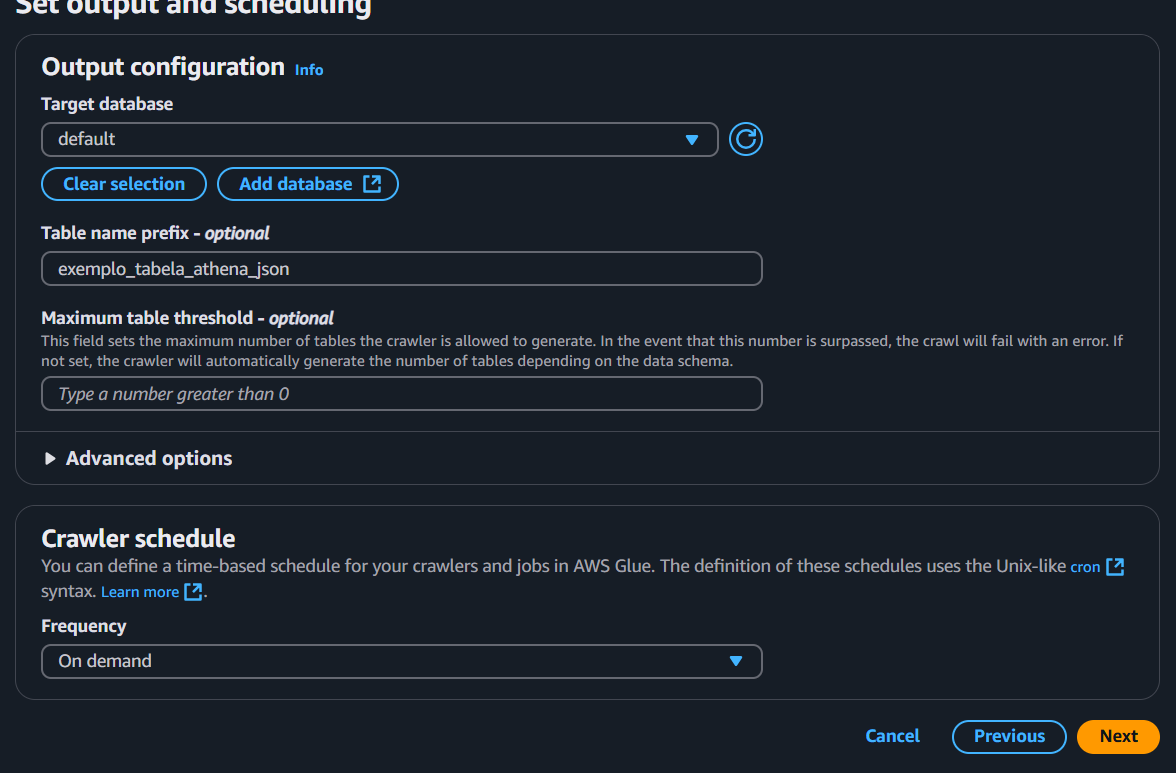 Set output and scheduling
Output configuration Info
Target database
default
Clear selection Add database
Table name prefix - optional
exemplo_tabela_athena_json
Maximum table threshold - optional
This field sets the maximum number of tables the crawler is allowed to generate. In the event that this number is surpassed, the crawl will fail with an error. If
not set, the crawler will automatically generate the number of tables depending on the data schema.
Type a number greater than 0
Advanced options
Crawler schedule
You can define a time-based schedule for your crawlers and jobs in AWS Glue. The definition of these schedules uses the Unix-like cron
syntax. Learn more.
Frequency
On demand
Cancel Previous Next